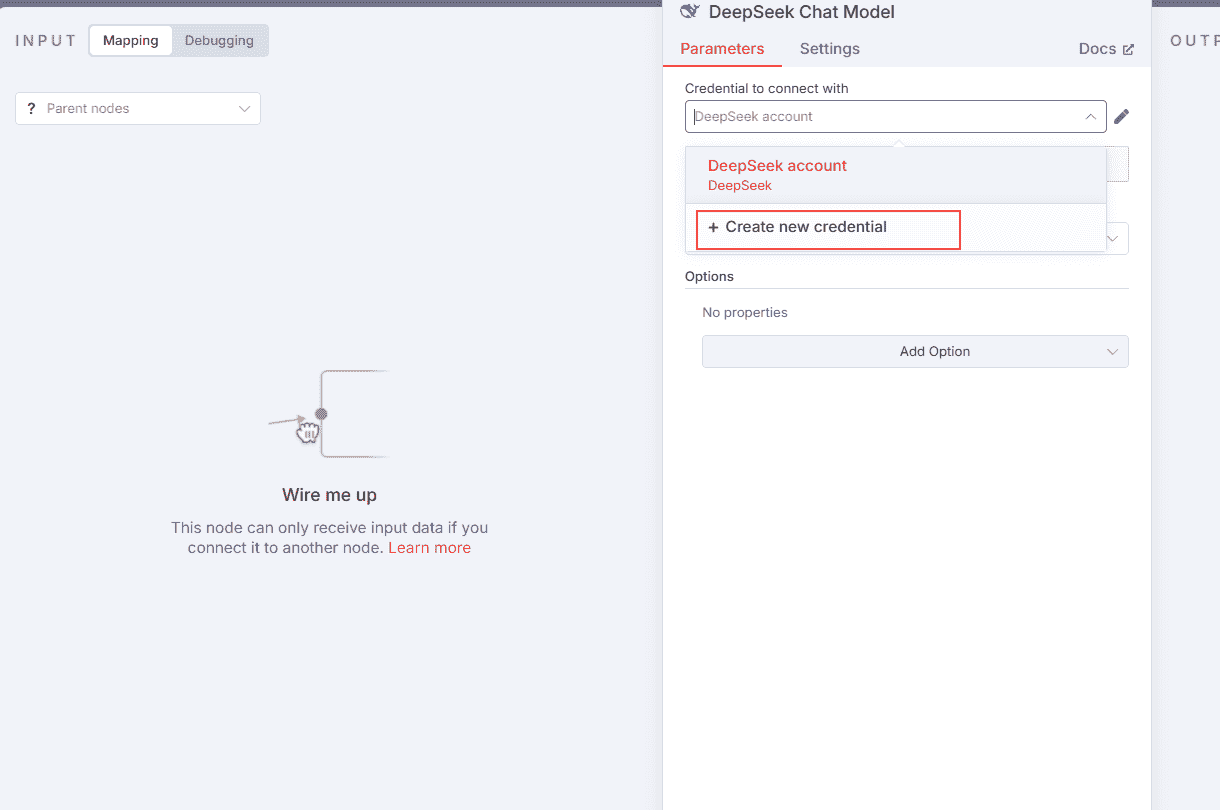 INPUT
Mapping
Debugging
? Parent nodes
Wire me up
This node can only receive input data if you
connect it to another node. Learn more
DeepSeek Chat Model
Parameters
Settings
Docs
Credential to connect with
DeepSeek account
DeepSeek account
DeepSeek
+ Create new credential
Options
No properties
Add Option
OUTP